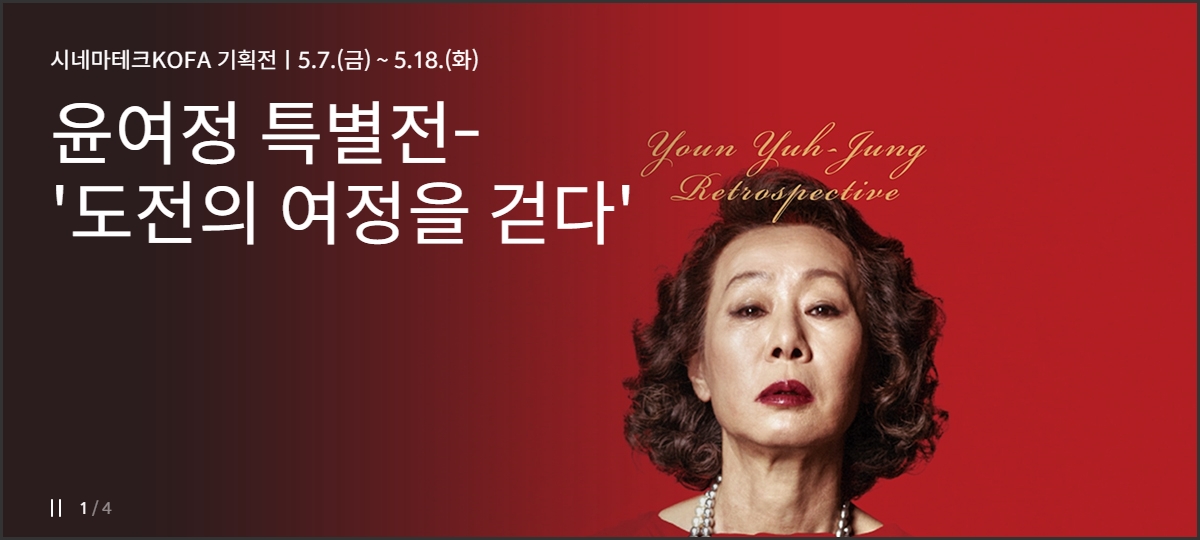 시네마테크KOFA 기획전 | 5.7.(금) ~ 5.18.(화)
윤여정 특별전-
'도전의 여정을 걷다'
Youn Yuh-Jung
Retrospective
1 / 4